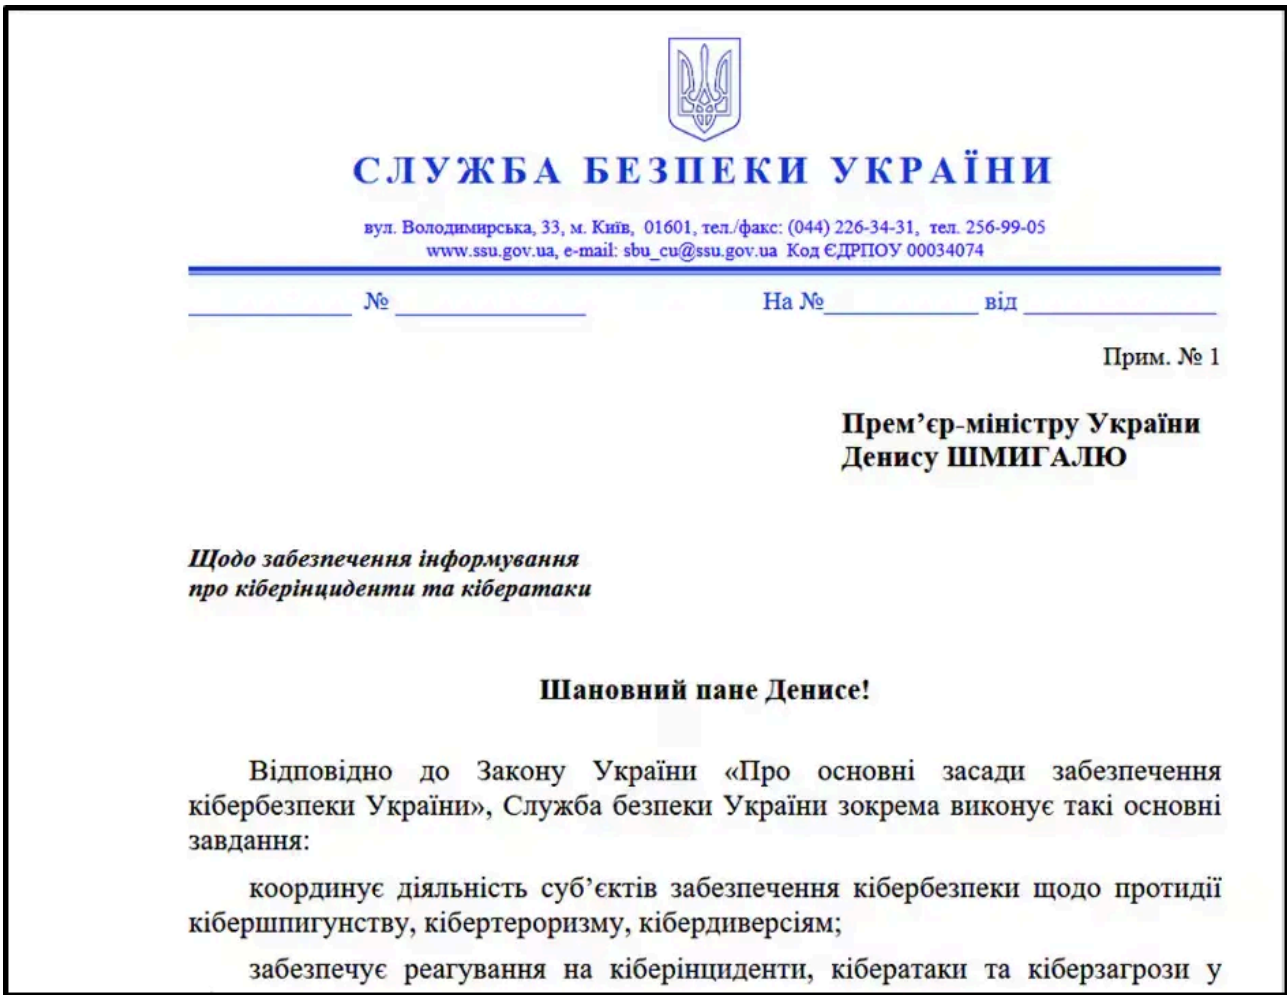 СЛУЖБА БЕЗПЕКИ УКРАЇНИ
вул. Володимирська, 33, м. Київ, 01601, тел./факс: (044) 226-34-31, тел. 256-99-05
www.ssu.gov.ua, e-mail: sbu_cu@ssu.gov.ua Код ЄДРПОУ 00034074
____________ № ______________ На №___________ від ______________
Прим. № 1
Прем’єр-міністру України
Денису ШМИГАЛЮ
Щодо забезпечення інформування
про кіберінциденти та кібератаки
Шановний пане Денисе!
Відповідно до Закону України «Про основні засади забезпечення
кібербезпеки України», Служба безпеки України зокрема виконує такі основні
завдання:
координує діяльність суб’єктів забезпечення кібербезпеки щодо протидії
кібершпигунству, кібертероризму, кібердиверсіям;
забезпечує реагування на кіберінциденти, кібератаки та кіберзагрози у